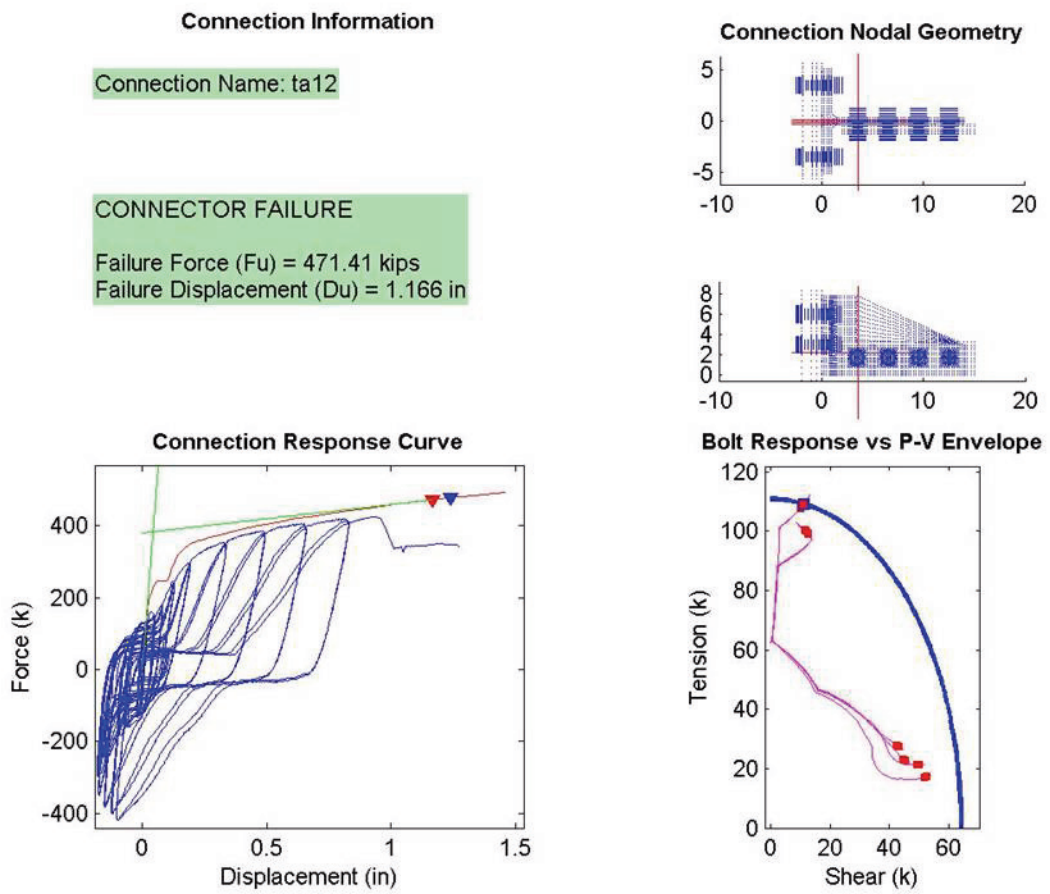 Connection Information
Connection Name: ta12
CONNECTOR FAILURE
Failure Force (Fu) = 471.41 kips
Failure Displacement (Du) = 1.166 in
Connection Nodal Geometry
5
0
-5
-10 0 10 20
8
6
4
2
0
-10 0 10 20
Connection Response Curve
Force (k)
400
200
0
-200
-400
0 0.5 1 1.5
Displacement (in)
Bolt Response vs P-V Envelope
Tension (k)
120
100
80
60
40
20
0
0 20 40 60
Shear (k)